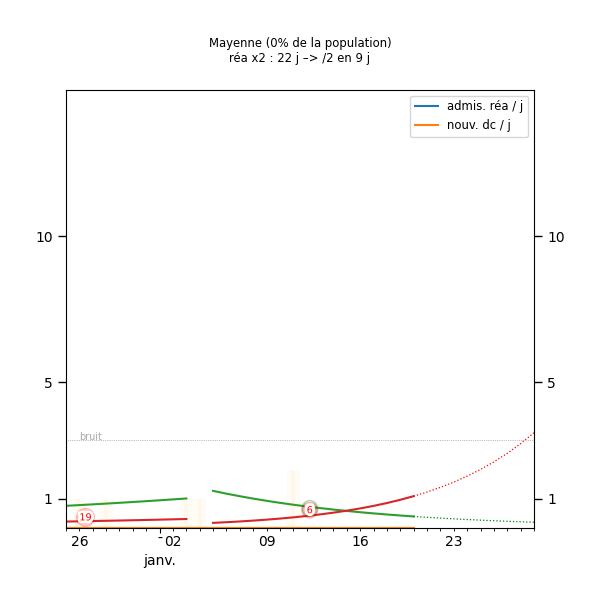 Mayenne (0% de la population)
réa x2 : 22 j –> /2 en 9 j
admis. réa / j
nouv. dc / j
10
10
5
5
bruit
1
1
19
6
26
02
09
16
23
janv.